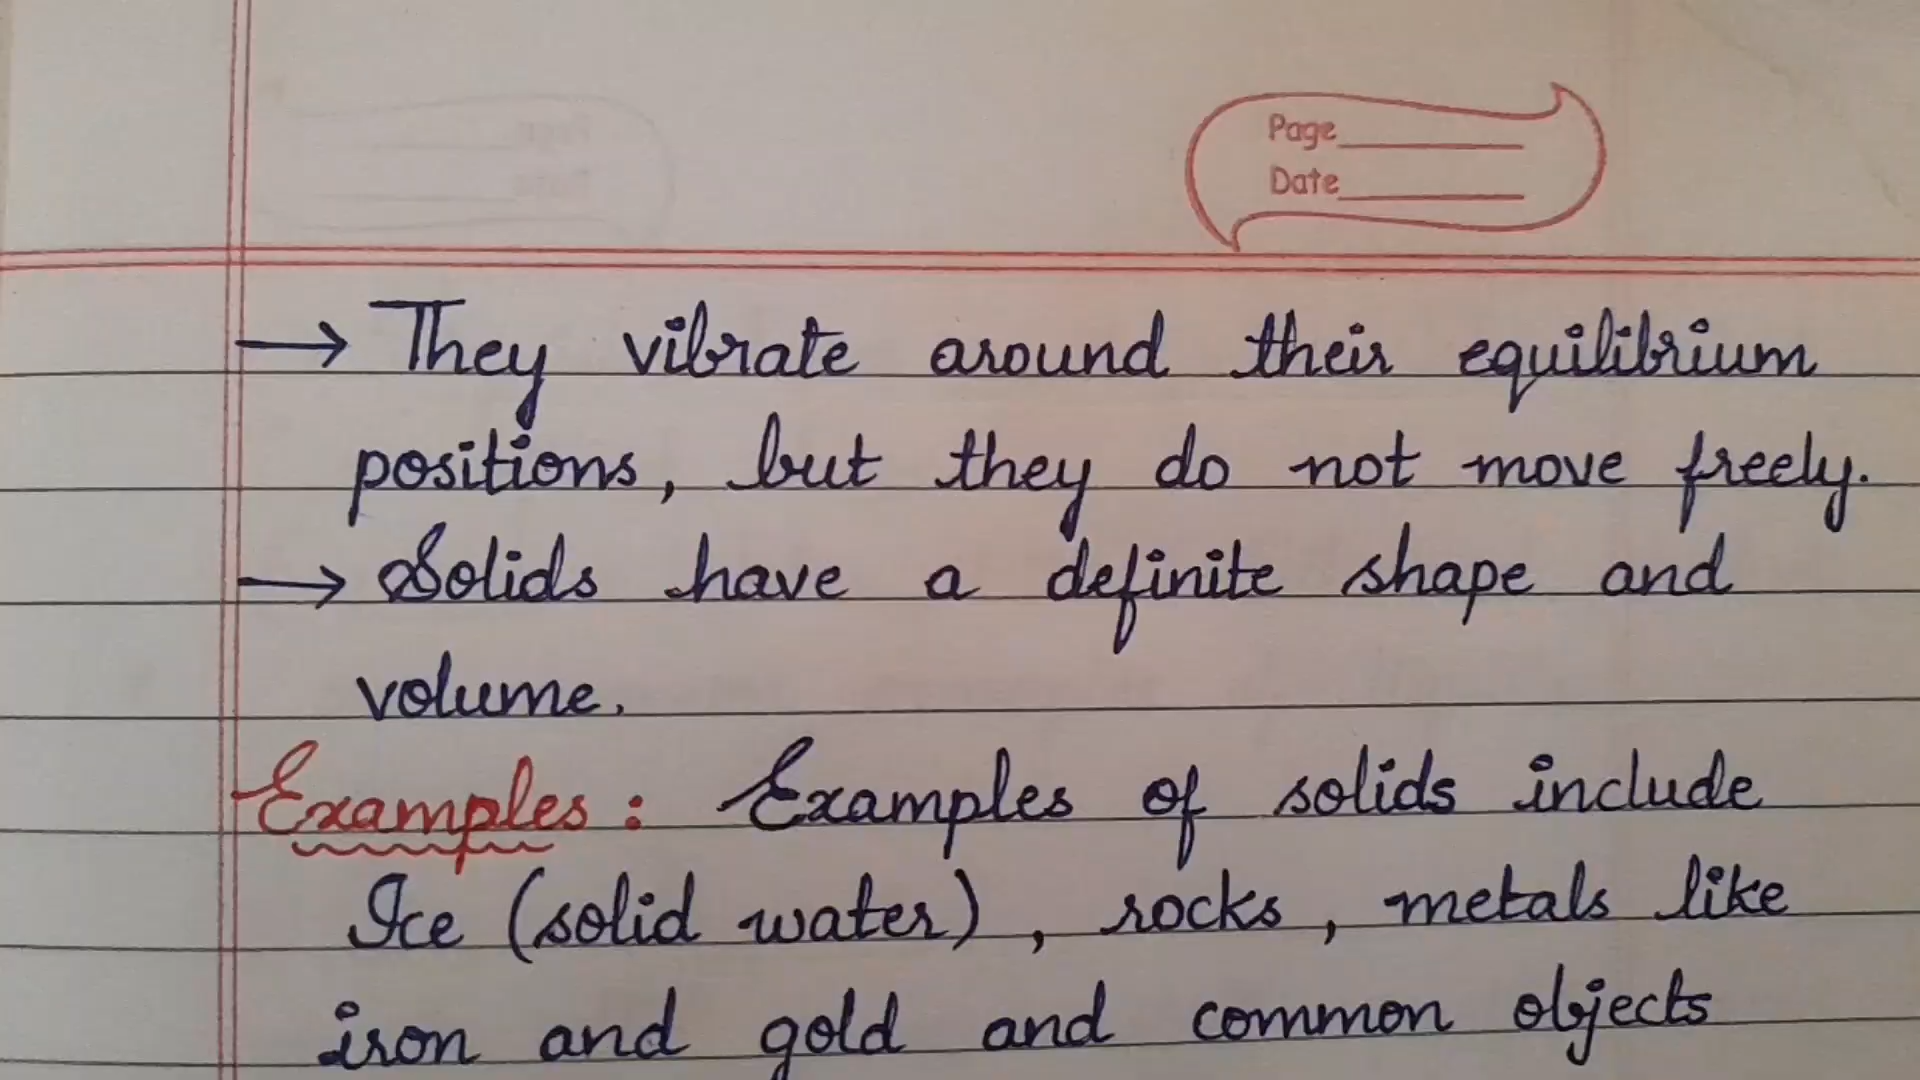 Page
Date
→ They vibrate around their equilibrium
positions, but they do not move freely.
→ Solids have a definite shape and
volume.
Examples : Examples of solids include
Ice (solid water) , rocks , metals like
iron and gold and common objects